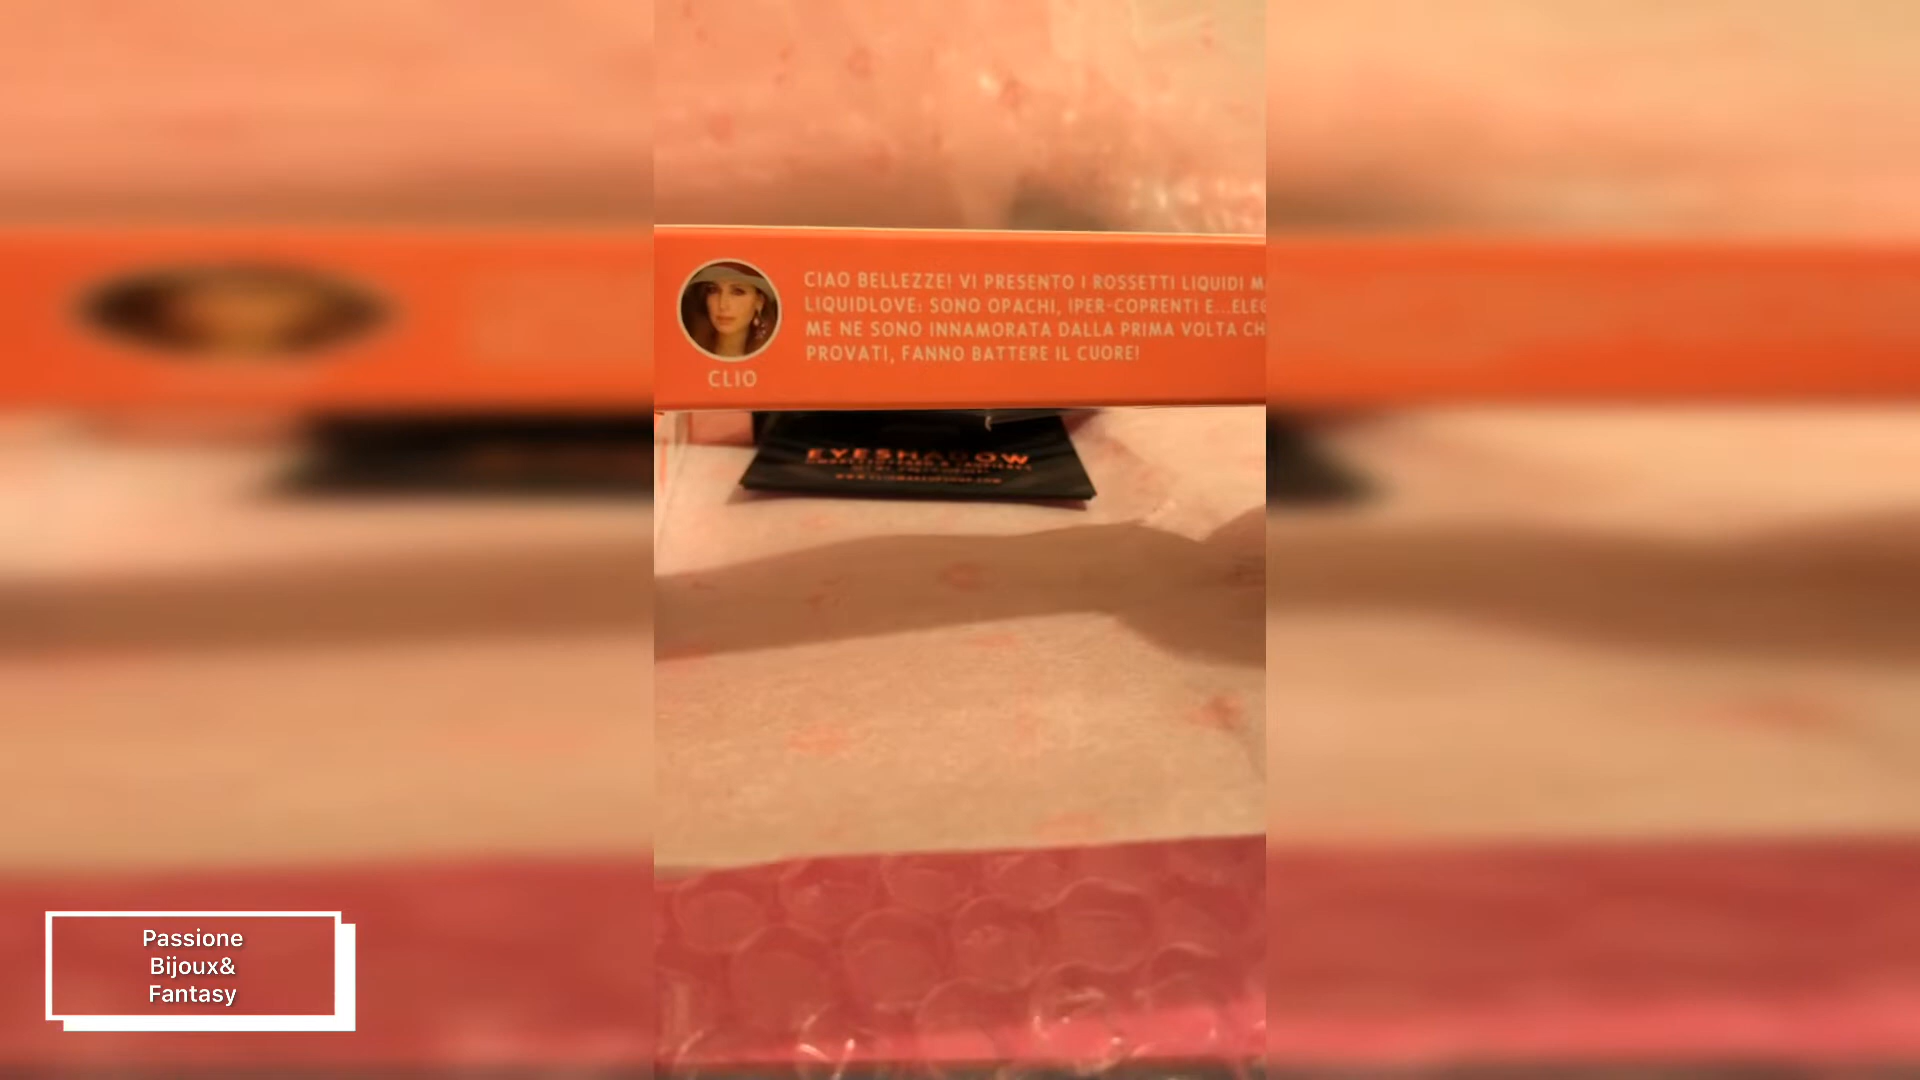 CIAO BELLEZZE! VI PRESENTO I ROSSETTI LIQUIDI
LIQUIDLOVE: SONO OPACHI, IPER-COPRENTI E...
ME NE SONO INNAMORATA DALLA PRIMA VOLTA
PROVATI, FANNO BATTERE IL CUORE!
CLIO
EYESHADOW
Passione
Bijoux&
Fantasy